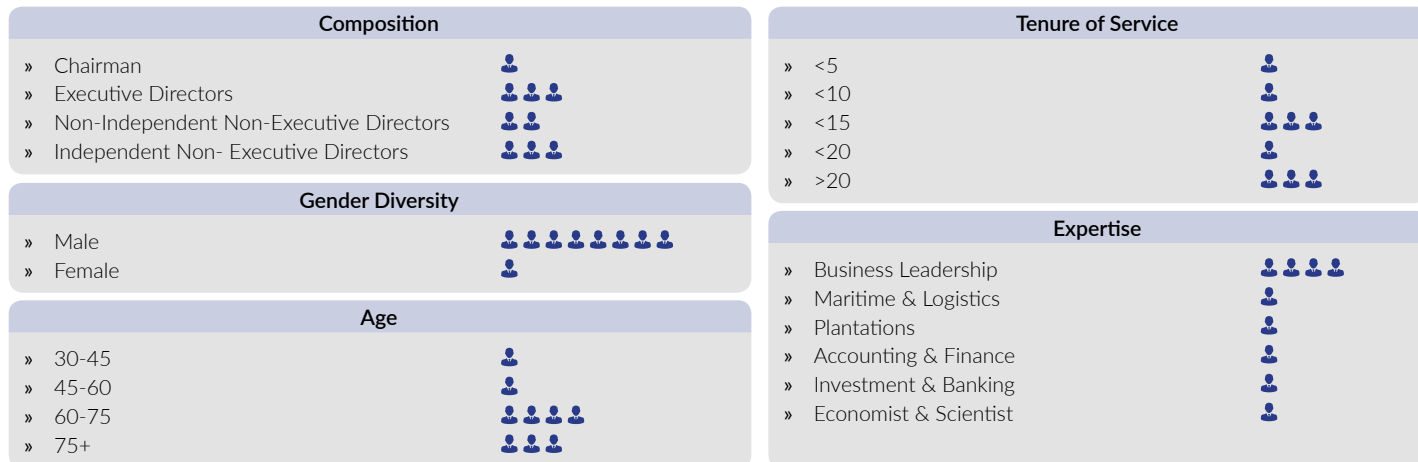 Composition
» Chairman
» Executive Directors
» Non-Independent Non-Executive Directors
» Independent Non- Executive Directors
Gender Diversity
» Male
» Female
Age
» 30-45
» 45-60
» 60-75
» 75+
Tenure of Service
» <5
» <10
» <15
» <20
» >20
Expertise
» Business Leadership
» Maritime & Logistics
» Plantations
» Accounting & Finance
» Investment & Banking
» Economist & Scientist